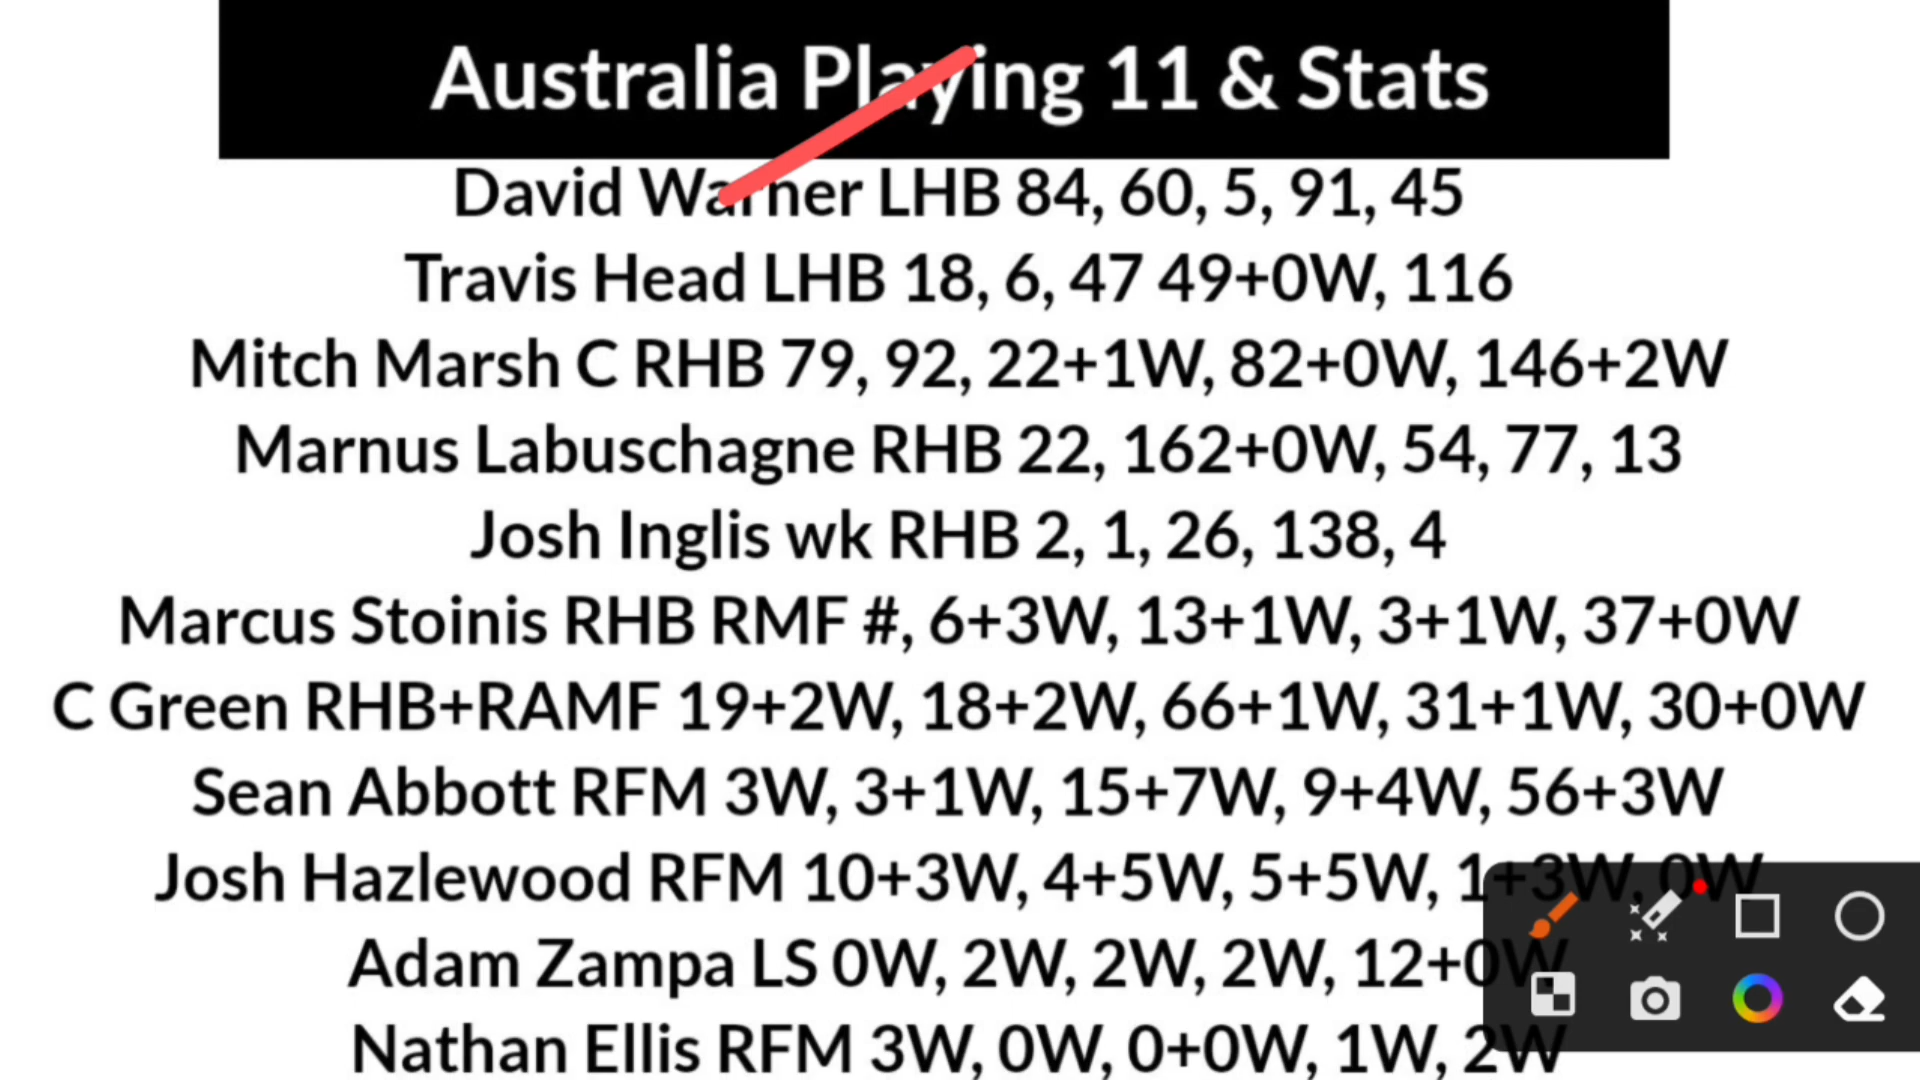 Australia Playing 11 & Stats
David Warner LHB 84, 60, 5, 91, 45
Travis Head LHB 18, 6, 47 49+0W, 116
Mitch Marsh C RHB 79, 92, 22+1W, 82+0W, 146+2W
Marnus Labuschagne RHB 22, 162+0W, 54, 77, 13
Josh Inglis wk RHB 2, 1, 26, 138, 4
Marcus Stoinis RHB RMF #, 6+3W, 13+1W, 3+1W, 37+0W
C Green RHB+RAMF 19+2W, 18+2W, 66+1W, 31+1W, 30+0W
Sean Abbott RFM 3W, 3+1W, 15+7W, 9+4W, 56+3W
Josh Hazlewood RFM 10+3W, 4+5W, 5+5W, 1+3W, 0W
Adam Zampa LS 0W, 2W, 2W, 2W, 12+0W
Nathan Ellis RFM 3W, 0W, 0+0W, 1W, 2W